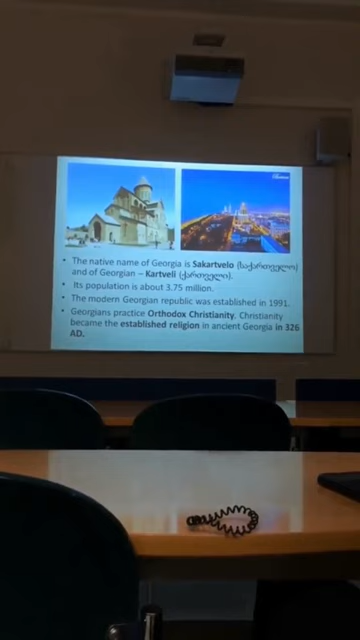 • The native name of Georgia is Sakartvelo (საქართველო)
and of Georgian – Kartveli (ქართველი).
• Its population is about 3.75 million.
• The modern Georgian republic was established in 1991.
• Georgians practice Orthodox Christianity. Christianity
became the established religion in ancient Georgia in 326
AD.